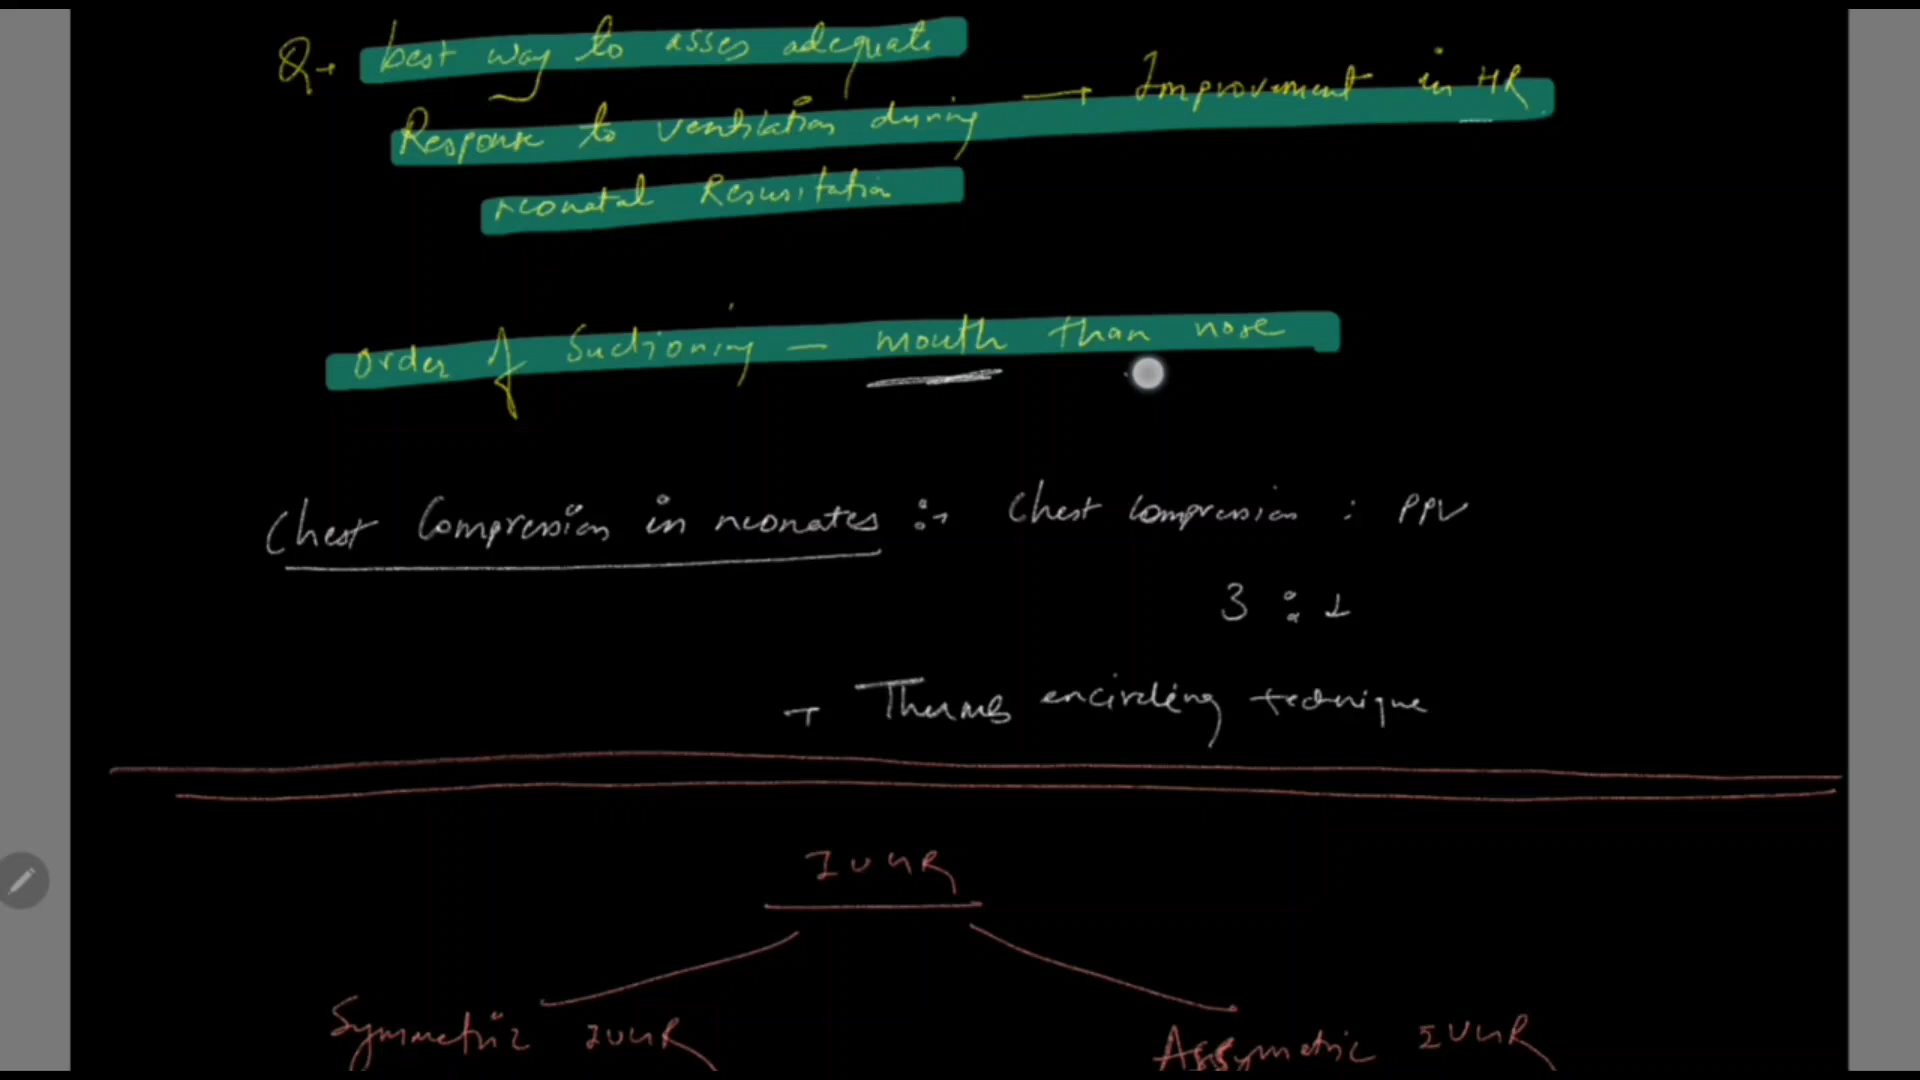 Q→ best way to asses adequate
Response to ventilation during → Improvement in HR
neonatal Resusitation
Order of Suctioning – mouth than nose
Chest Compression in neonates :→ Chest compression : PPV
3 : 1
→ Thumb encircling technique
IUGR
Symmetric IUGR Assymetric IUGR